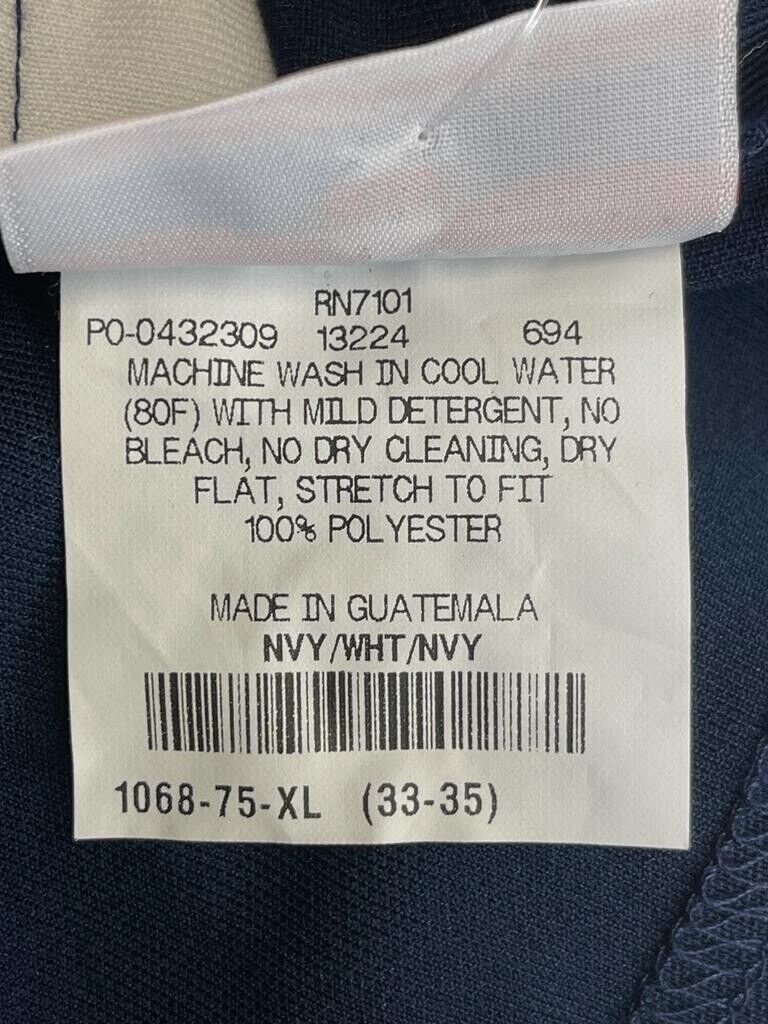 RN7101
PO-0432309 13224 694
MACHINE WASH IN COOL WATER
(80F) WITH MILD DETERGENT, NO
BLEACH, NO DRY CLEANING, DRY
FLAT, STRETCH TO FIT
100% POLYESTER
MADE IN GUATEMALA
NVY/WHT/NVY
1068-75-XL (33-35)